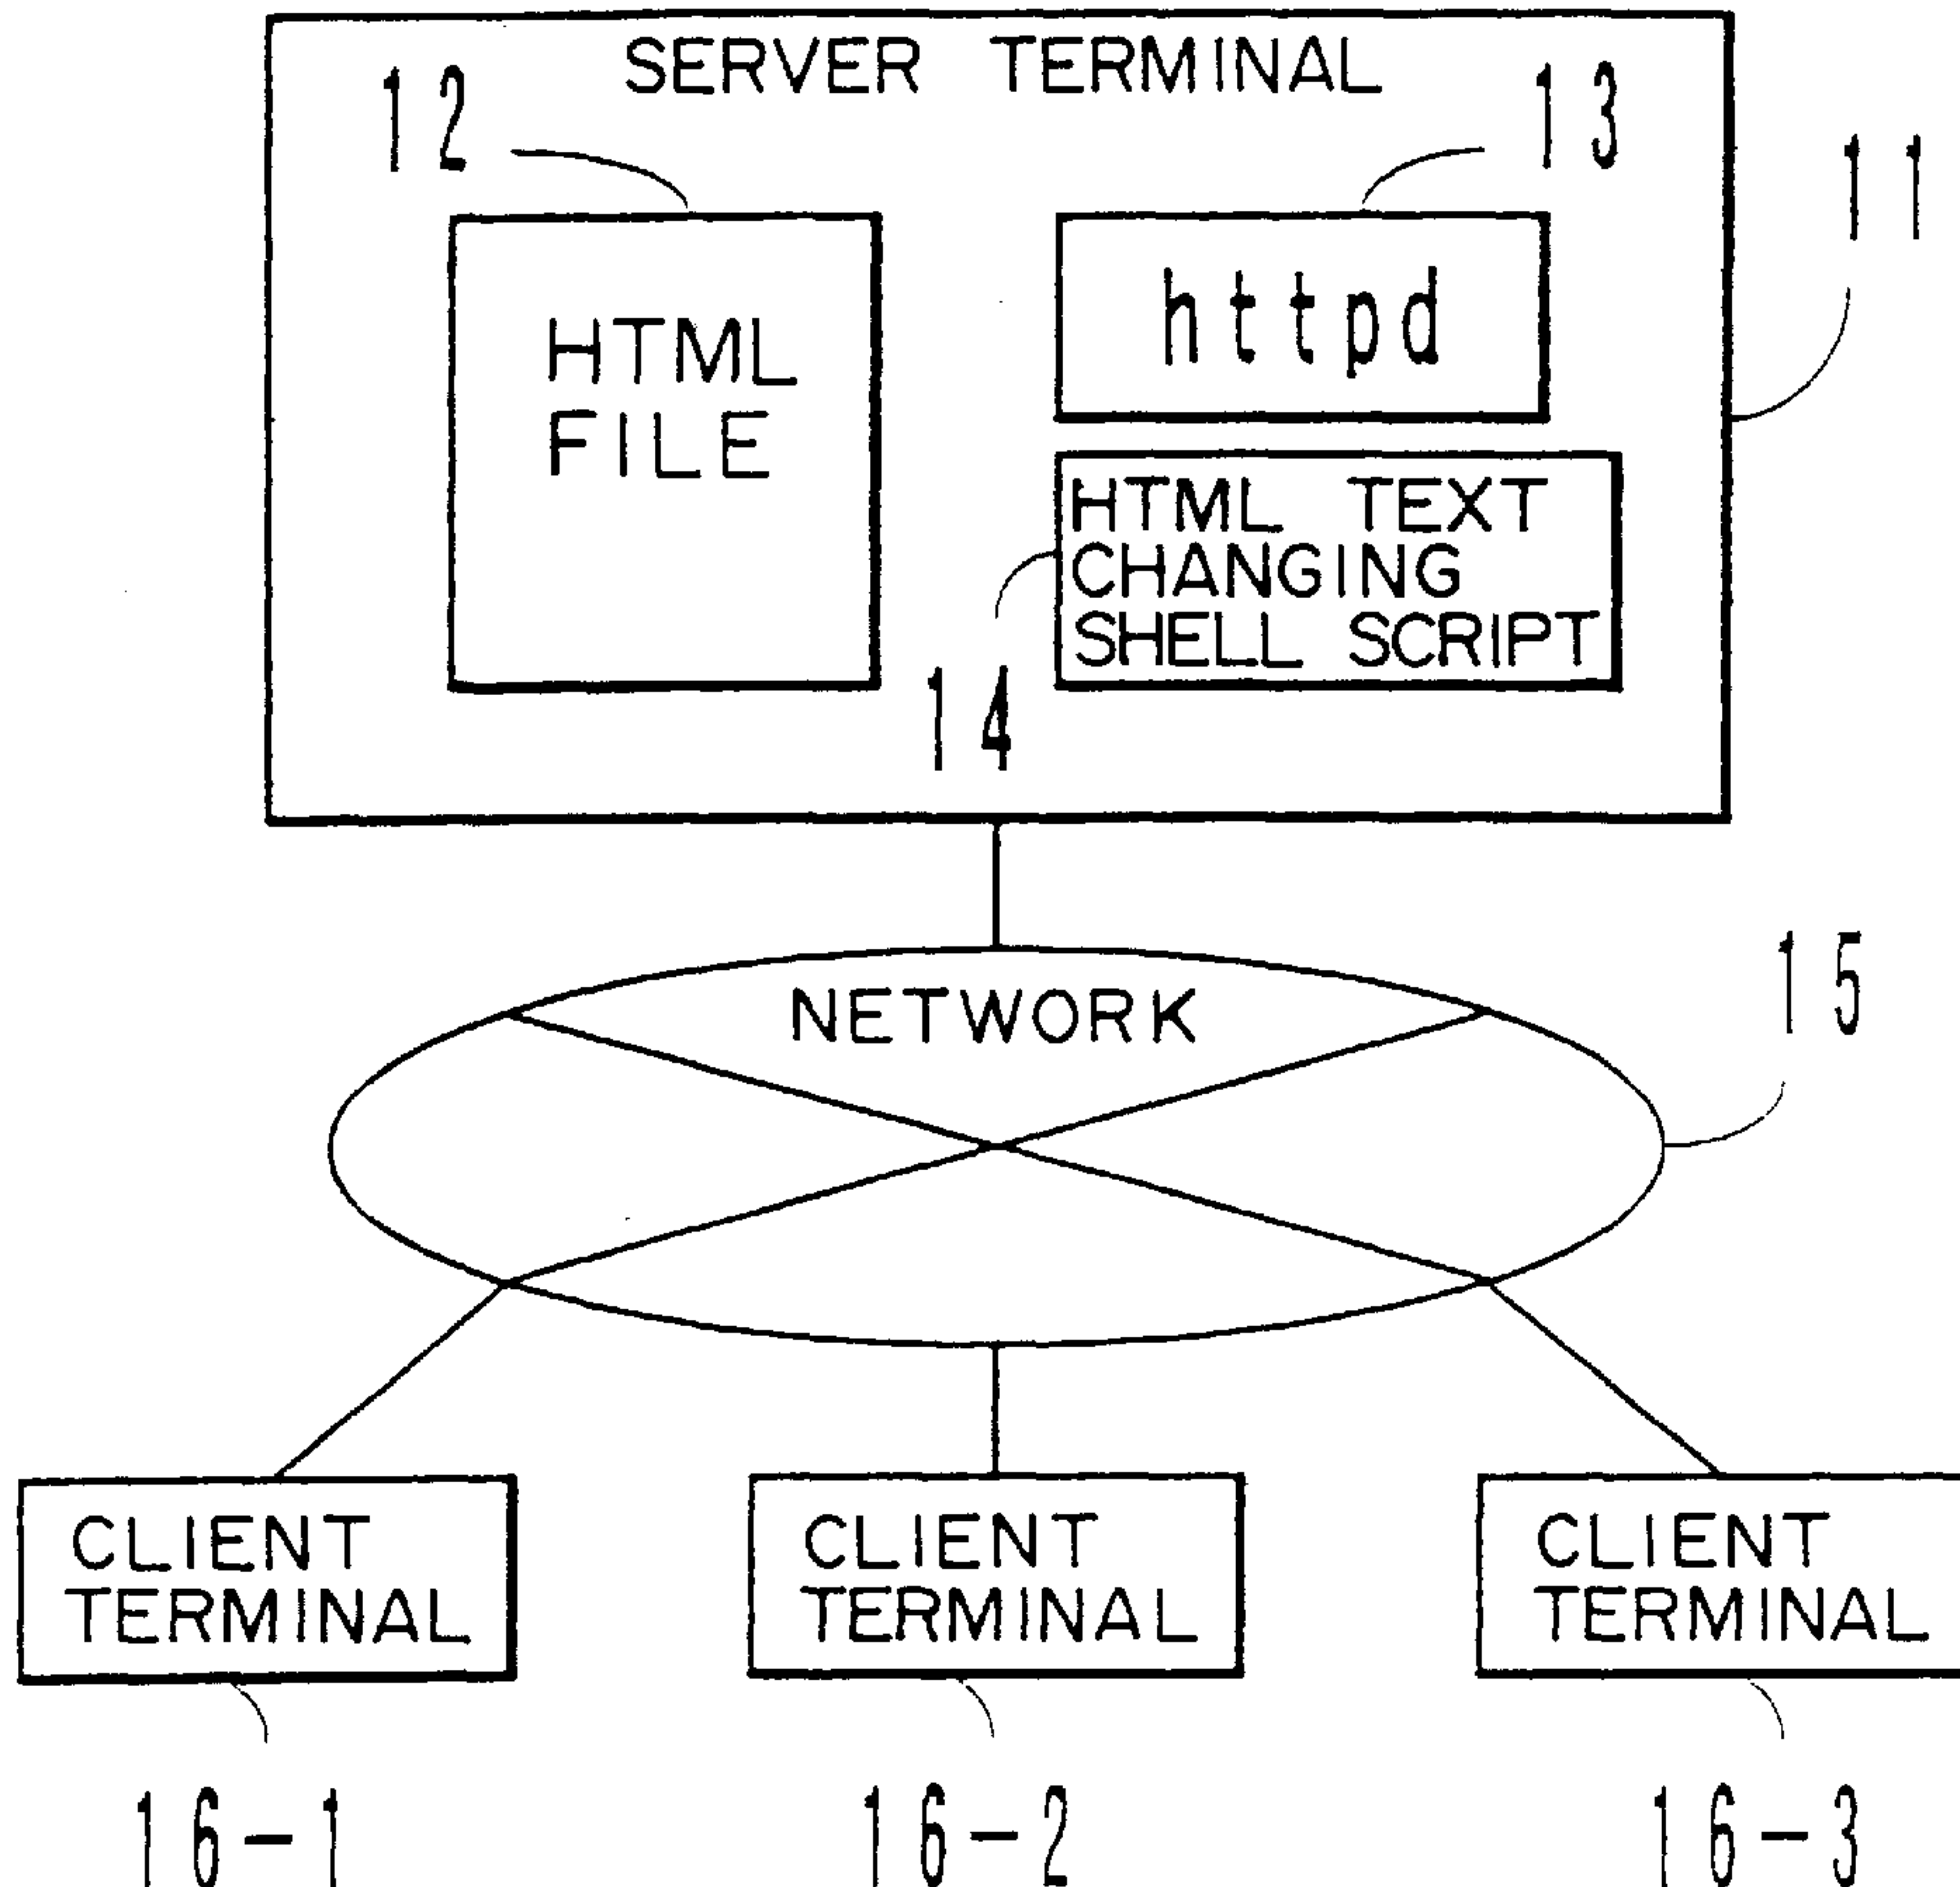 SERVER TERMINAL
12
13
11
HTML
FILE
httpd
HTML TEXT
CHANGING
SHELL SCRIPT
14
15
NETWORK
CLIENT
TERMINAL
CLIENT
TERMINAL
CLIENT
TERMINAL
16-1
16-2
16-3